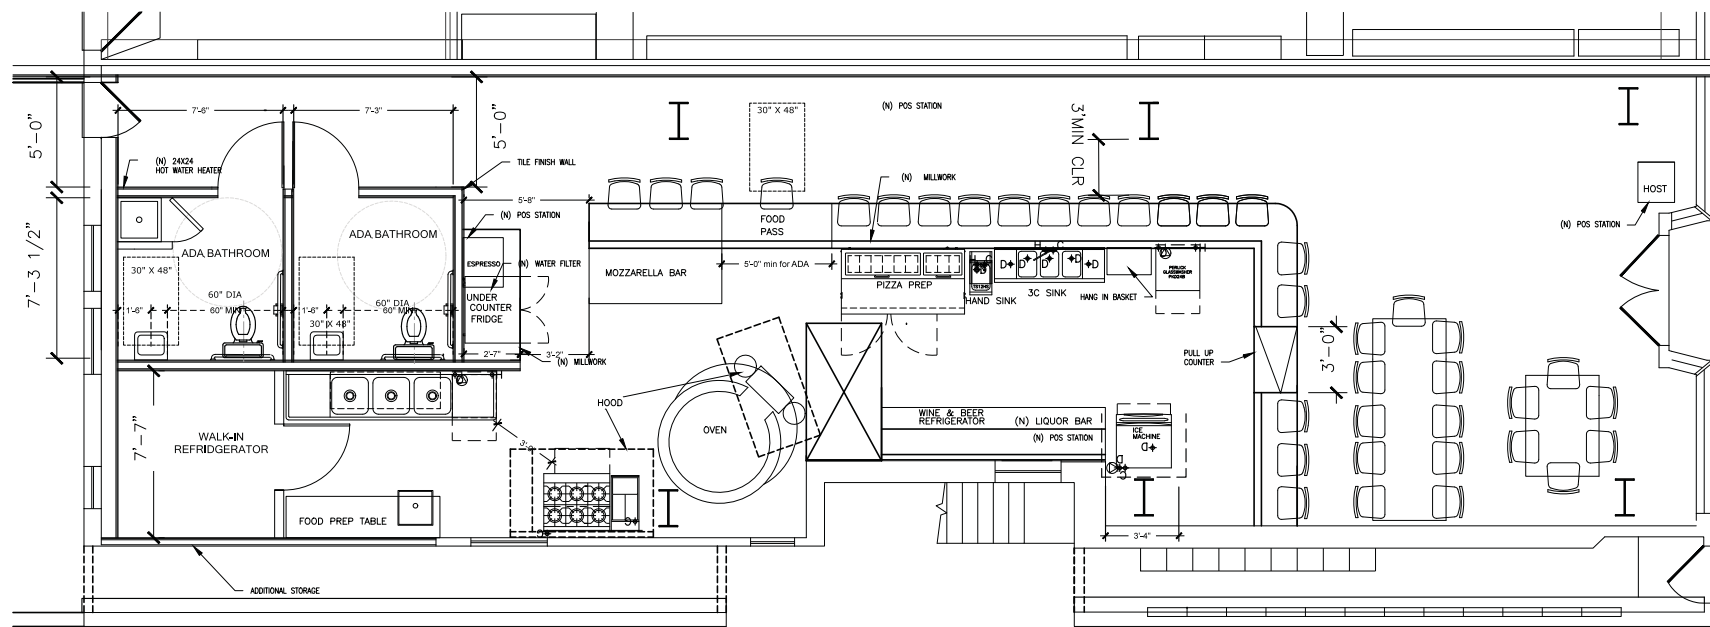 7'-6"
7'-3"
5'-0"
5'-0"
(N) 24X24
HOT WATER HEATER
TILE FINISH WALL
30" X 48"
(N) POS STATION
3'MIN CLR
(N) MILLWORK
HOST
(N) POS STATION
5'-8"
(N) POS STATION
ADA BATHROOM
ADA BATHROOM
7'-3 1/2"
30" X 48"
60" DIA
60" MIN
1'-6"
60" DIA
60" MIN
1'-6"
30" X 48"
ESPRESSO
(N) WATER FILTER
UNDER
COUNTER
FRIDGE
2'-7"
3'-2"
(N) MILLWORK
MOZZARELLA BAR
FOOD
PASS
5'-0" min for ADA
PIZZA PREP
HAND SINK
H
C
D
D
D
D
3C SINK
HANG IN BASKET
PERLICK
GLASSWASHER
PULL UP
COUNTER
3'-0"
HOOD
OVEN
WINE & BEER
REFRIGERATOR
(N) LIQUOR BAR
(N) POS STATION
ICE
MACHINE
D
3'-4"
WALK-IN
REFRIDGERATOR
7'-7"
FOOD PREP TABLE
ADDITIONAL STORAGE